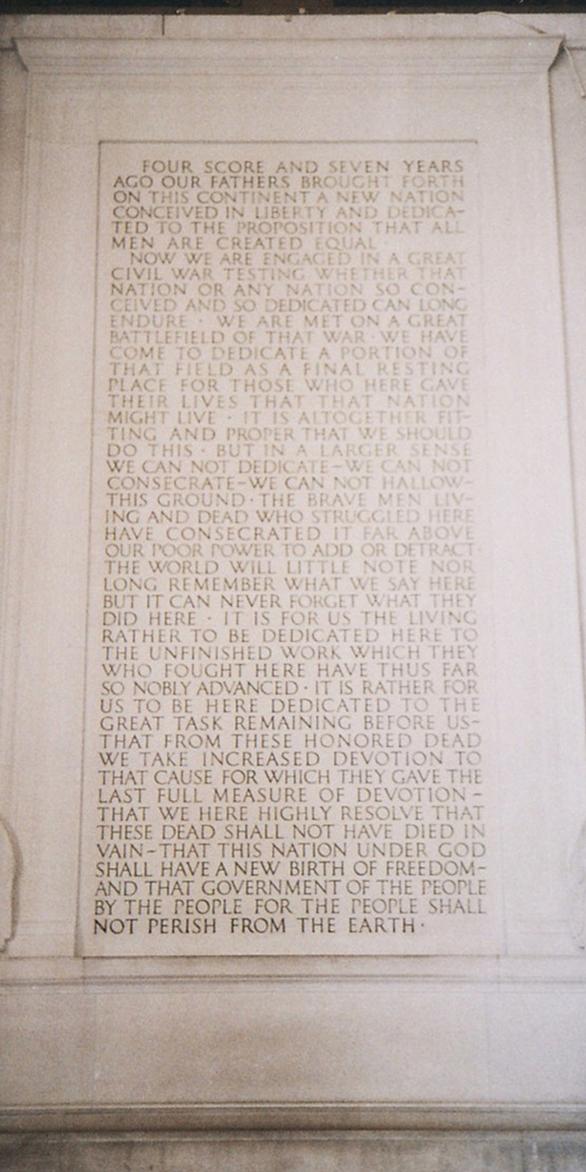 FOUR SCORE AND SEVEN YEARS
AGO OUR FATHERS BROUGHT FORTH
ON THIS CONTINENT A NEW NATION
CONCEIVED IN LIBERTY AND DEDICA-
TED TO THE PROPOSITION THAT ALL
MEN ARE CREATED EQUAL ·
NOW WE ARE ENGAGED IN A GREAT
CIVIL WAR TESTING WHETHER THAT
NATION OR ANY NATION SO CON-
CEIVED AND SO DEDICATED CAN LONG
ENDURE · WE ARE MET ON A GREAT
BATTLEFIELD OF THAT WAR · WE HAVE
COME TO DEDICATE A PORTION OF
THAT FIELD AS A FINAL RESTING
PLACE FOR THOSE WHO HERE GAVE
THEIR LIVES THAT THAT NATION
MIGHT LIVE · IT IS ALTOGETHER FIT-
TING AND PROPER THAT WE SHOULD
DO THIS · BUT IN A LARGER SENSE
WE CAN NOT DEDICATE-WE CAN NOT
CONSECRATE-WE CAN NOT HALLOW-
THIS GROUND · THE BRAVE MEN LIV-
ING AND DEAD WHO STRUGGLED HERE
HAVE CONSECRATED IT FAR ABOVE
OUR POOR POWER TO ADD OR DETRACT·
THE WORLD WILL LITTLE NOTE NOR
LONG REMEMBER WHAT WE SAY HERE
BUT IT CAN NEVER FORGET WHAT THEY
DID HERE · IT IS FOR US THE LIVING
RATHER TO BE DEDICATED HERE TO
THE UNFINISHED WORK WHICH THEY
WHO FOUGHT HERE HAVE THUS FAR
SO NOBLY ADVANCED · IT IS RATHER FOR
US TO BE HERE DEDICATED TO THE
GREAT TASK REMAINING BEFORE US-
THAT FROM THESE HONORED DEAD
WE TAKE INCREASED DEVOTION TO
THAT CAUSE FOR WHICH THEY GAVE THE
LAST FULL MEASURE OF DEVOTION -
THAT WE HERE HIGHLY RESOLVE THAT
THESE DEAD SHALL NOT HAVE DIED IN
VAIN-THAT THIS NATION UNDER GOD
SHALL HAVE A NEW BIRTH OF FREEDOM-
AND THAT GOVERNMENT OF THE PEOPLE
BY THE PEOPLE FOR THE PEOPLE SHALL
NOT PERISH FROM THE EARTH ·